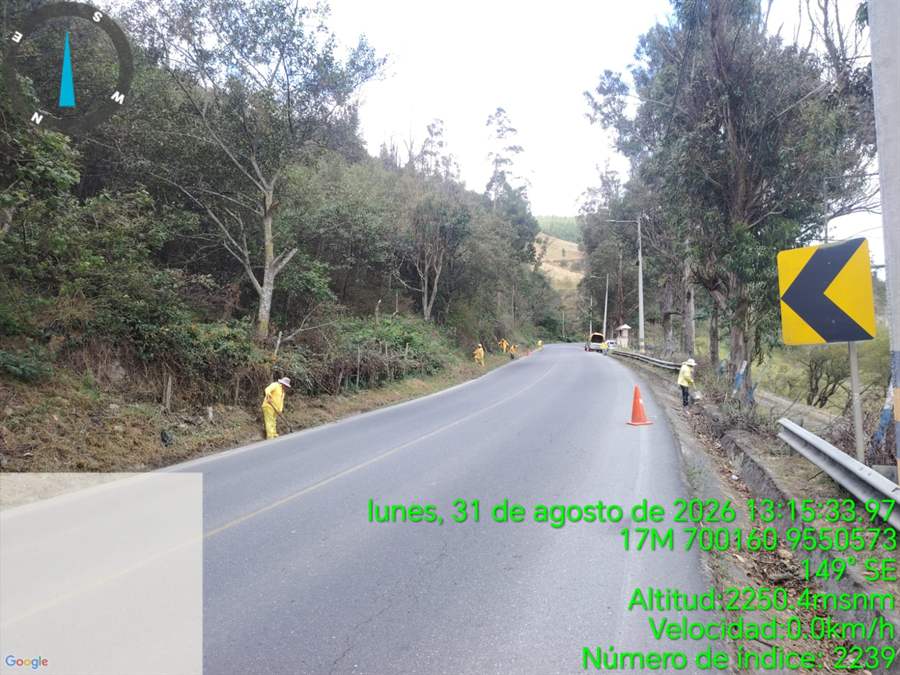 S
E
W
N
lunes, 31 de agosto de 2026 13:15:33.97
17M 700160 9550573
149° SE
Altitud:2250.4msnm
Velocidad:0.0km/h
Número de índice: 2239
Google